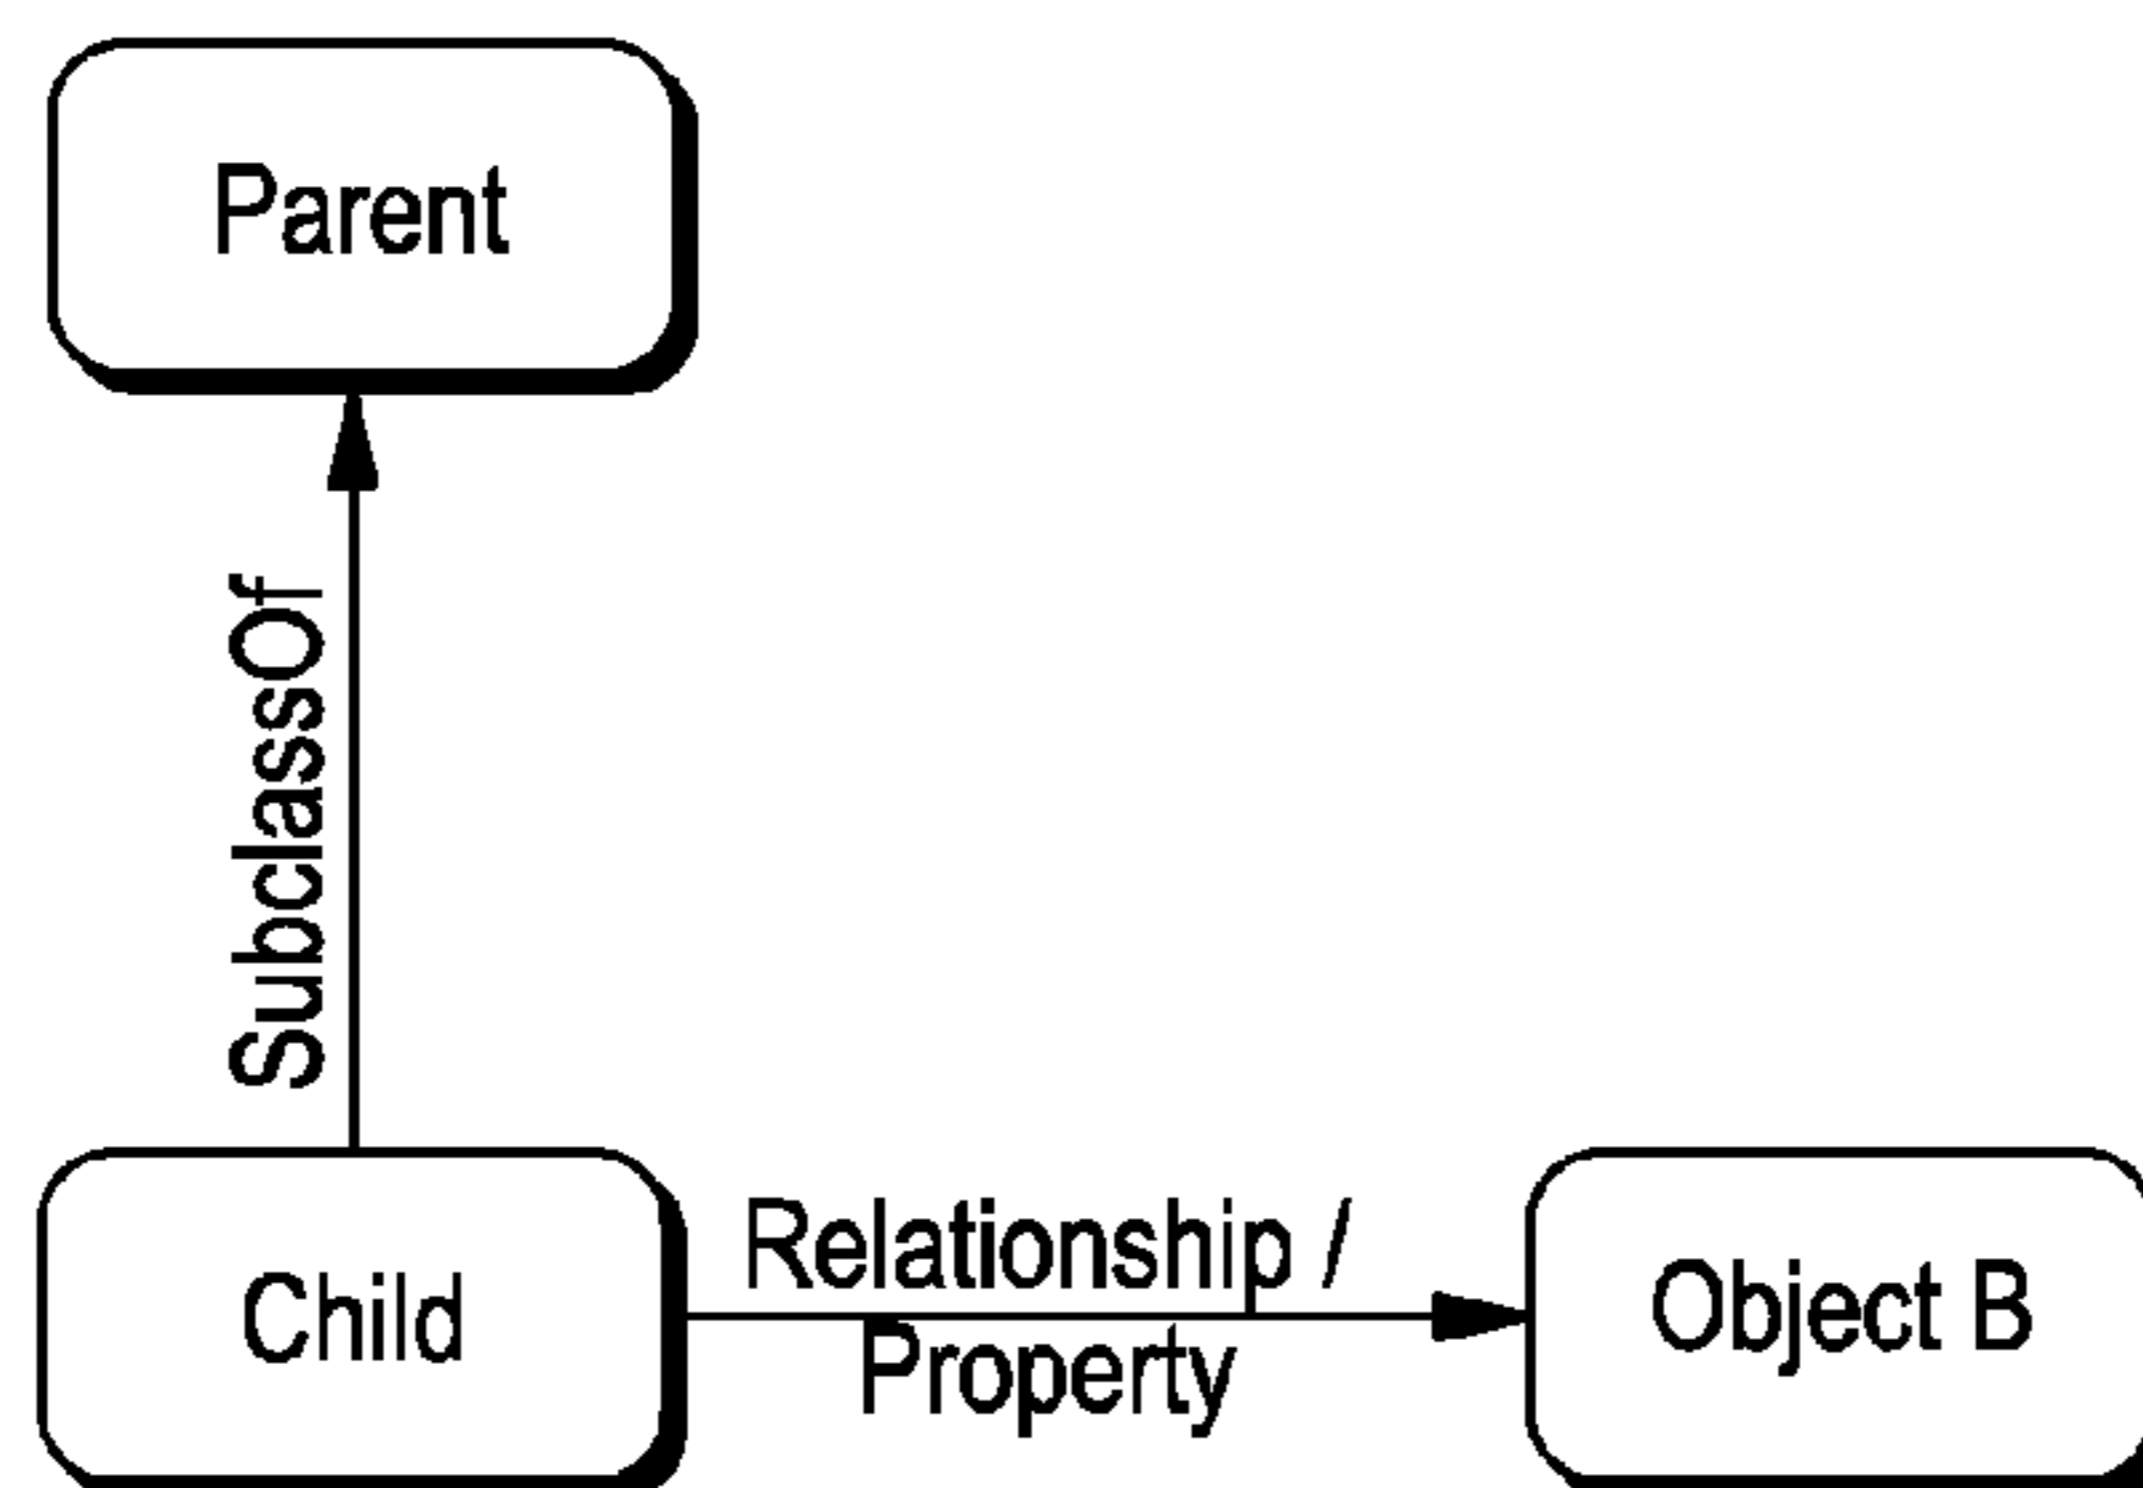 Parent
SubclassOf
Child
Relationship /
Property
Object B